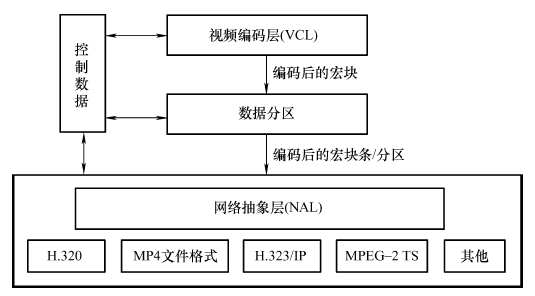 视频编码层(VCL)
控制数据
编码后的宏块
数据分区
编码后的宏块条/分区
网络抽象层(NAL)
H.320
MP4文件格式
H.323/IP
MPEG–2 TS
其他